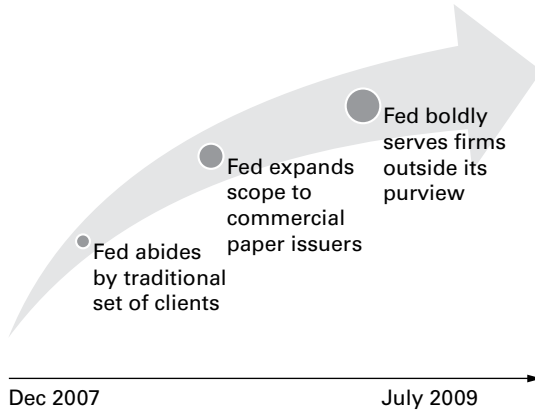 Fed boldly
serves firms
outside its
purview
Fed expands
scope to
commercial
paper issuers
Fed abides
by traditional
set of clients
Dec 2007
July 2009